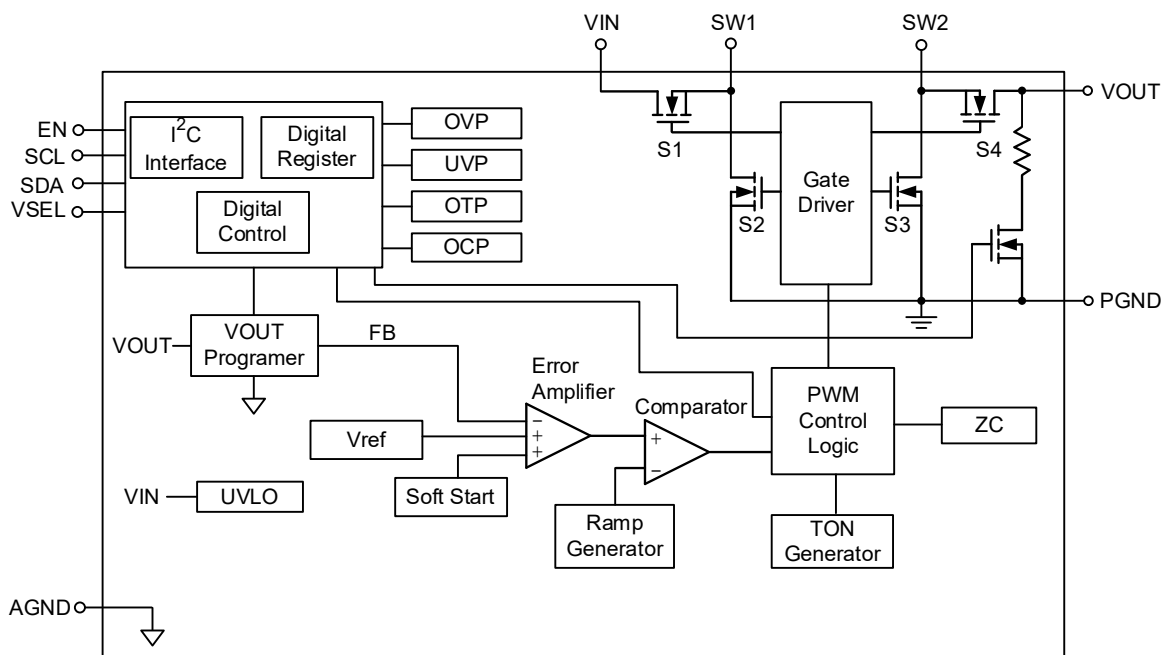 VIN
SW1
SW2
VOUT
EN
SCL
SDA
VSEL
I2C
Interface
Digital
Register
Digital
Control
OVP
UVP
OTP
OCP
S1
S2
Gate
Driver
S3
S4
PGND
VOUT
VOUT
Programer
FB
Error
Amplifier
Comparator
PWM
Control
Logic
ZC
Vref
−
+
+
+
−
Soft Start
VIN
UVLO
Ramp
Generator
TON
Generator
AGND